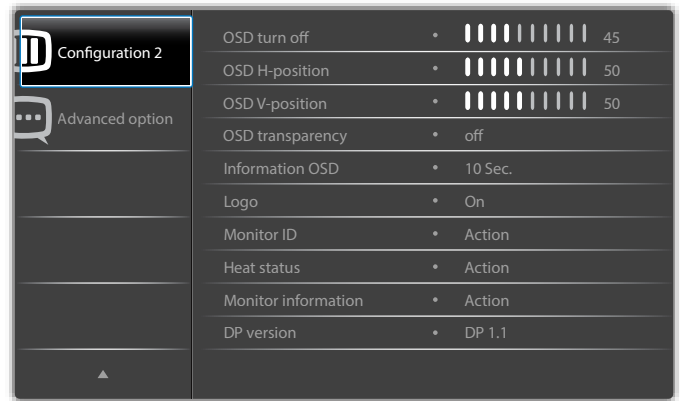 Configuration 2
Advanced option
OSD turn off • 45
OSD H-position • 50
OSD V-position • 50
OSD transparency • off
Information OSD • 10 Sec.
Logo • On
Monitor ID • Action
Heat status • Action
Monitor information • Action
DP version • DP 1.1